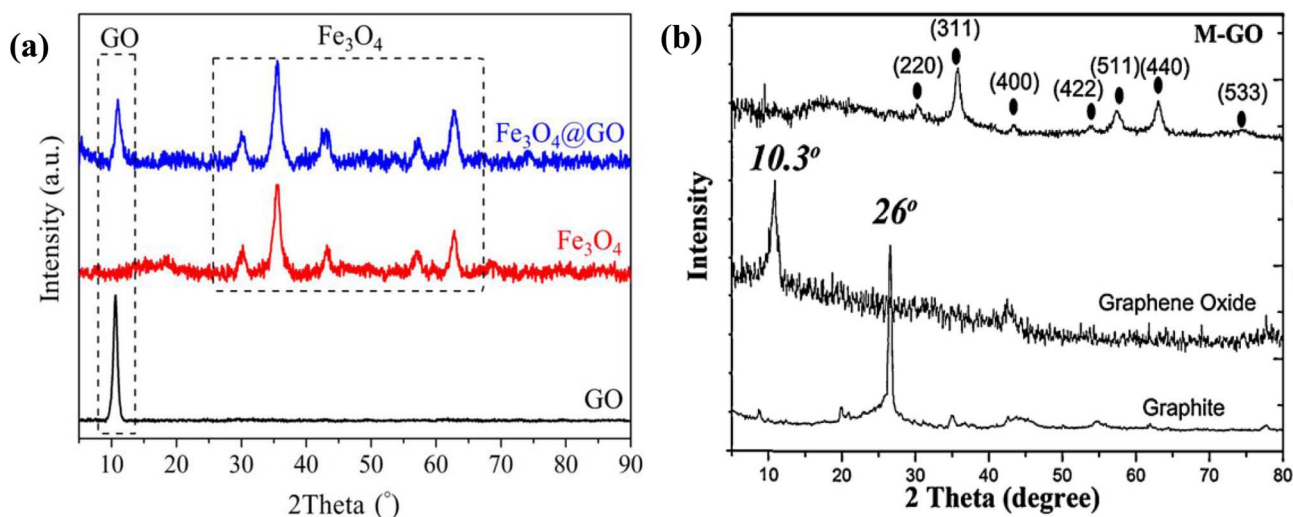 (a)
GO
Fe₃O₄
Fe₃O₄@GO
Fe₃O₄
GO
Intensity (a.u.)
10 20 30 40 50 60 70 80 90
2Theta (°)
(b)
M-GO
(220) (311) (400) (422) (511) (440) (533)
10.3º
26º
Graphene Oxide
Graphite
Intensity
10 20 30 40 50 60 70 80
2 Theta (degree)